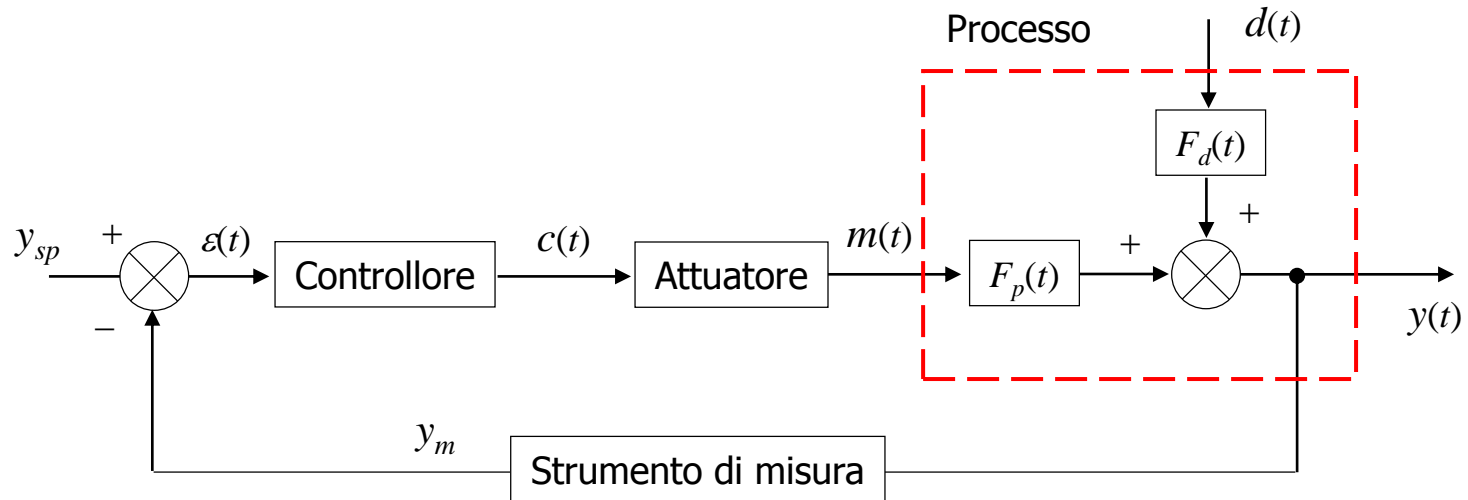 Processo
d(t)
F_d(t)
+
y_sp
+
ε(t)
Controllore
c(t)
Attuatore
m(t)
F_p(t)
+
y(t)
−
y_m
Strumento di misura